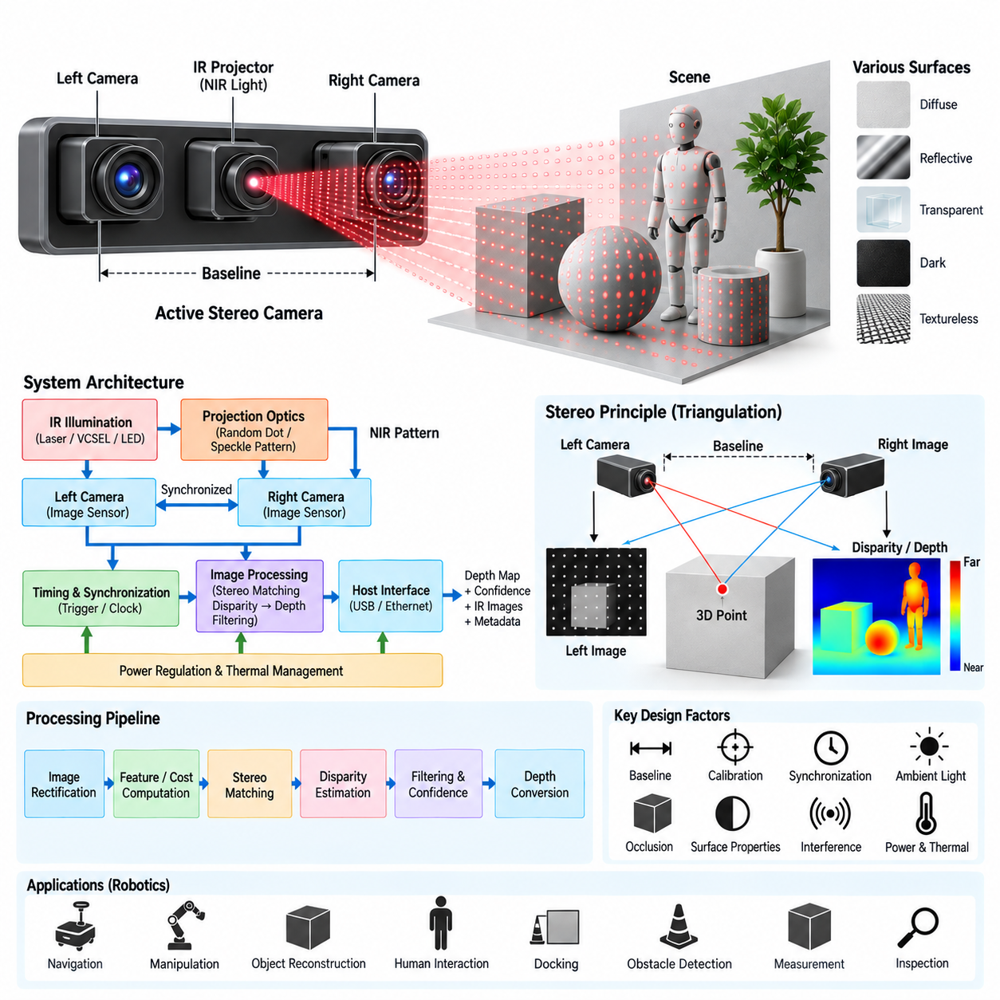 Left Camera
IR Projector
(NIR Light)
Right Camera
Baseline
Active Stereo Camera
Scene
Various Surfaces
Diffuse
Reflective
Transparent
Dark
Textureless
System Architecture
IR Illumination
(Laser / VCSEL / LED)
Projection Optics
(Random Dot /
Speckle Pattern)
NIR Pattern
Left Camera
(Image Sensor)
Synchronized
Right Camera
(Image Sensor)
Timing & Synchronization
(Trigger / Clock)
Image Processing
(Stereo Matching
Disparity → Depth
Filtering)
Host Interface
(USB / Ethernet)
Depth Map
+ Confidence
+ IR Images
+ Metadata
Power Regulation & Thermal Management
Stereo Principle (Triangulation)
Left Camera
Baseline
Right Image
Disparity / Depth
Far
Near
3D Point
Left Image
Processing Pipeline
Image
Rectification
Feature / Cost
Computation
Stereo
Matching
Disparity
Estimation
Filtering &
Confidence
Depth
Conversion
Key Design Factors
Baseline
Calibration
Synchronization
Ambient Light
Occlusion
Surface Properties
Interference
Power & Thermal
Applications (Robotics)
Navigation
Manipulation
Object Reconstruction
Human Interaction
Docking
Obstacle Detection
Measurement
Inspection